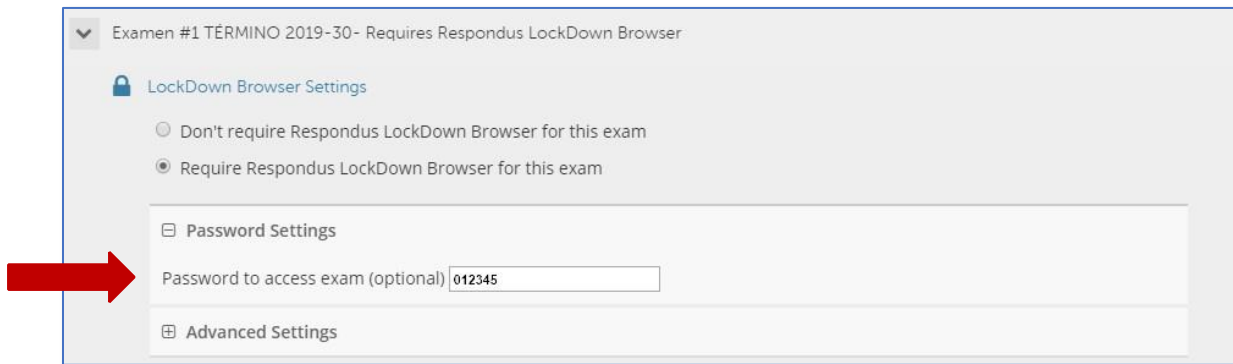 Examen #1 TÉRMINO 2019-30- Requires Respondus LockDown Browser
LockDown Browser Settings
Don't require Respondus LockDown Browser for this exam
Require Respondus LockDown Browser for this exam
Password Settings
Password to access exam (optional) 012345
Advanced Settings